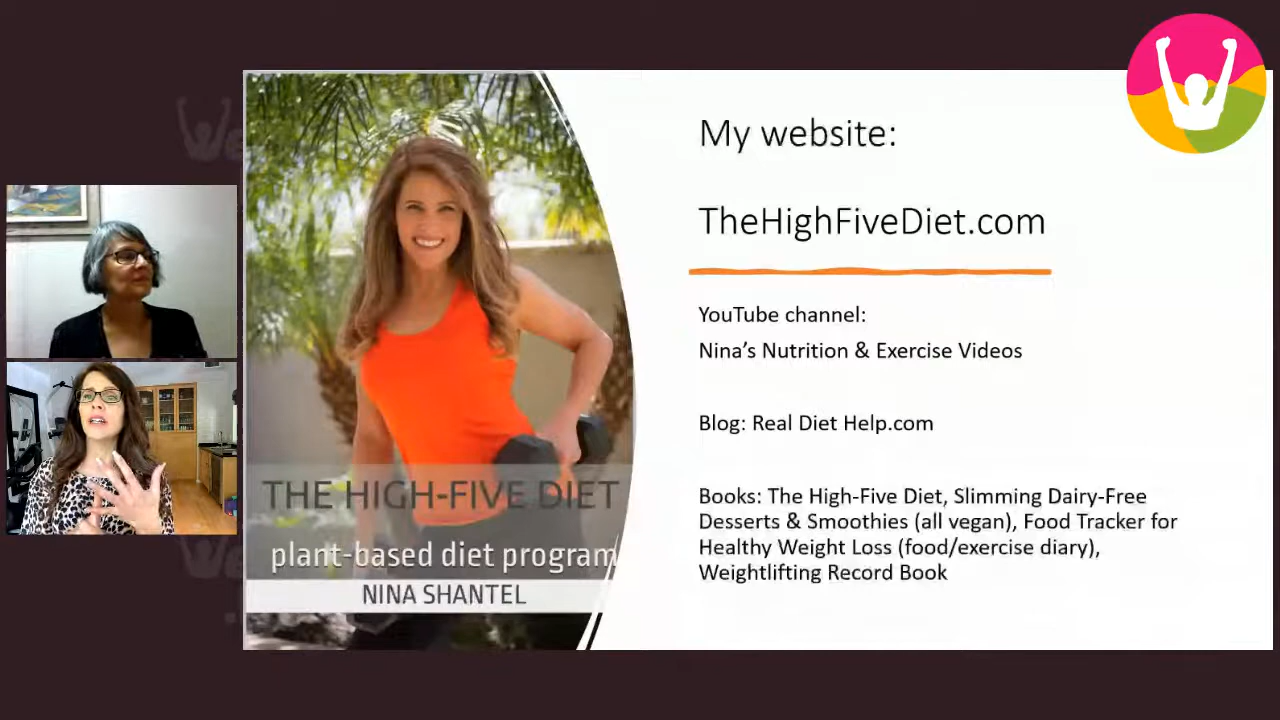 My website:
TheHighFiveDiet.com
YouTube channel:
Nina’s Nutrition & Exercise Videos
Blog: Real Diet Help.com
Books: The High-Five Diet, Slimming Dairy-Free
Desserts & Smoothies (all vegan), Food Tracker for
Healthy Weight Loss (food/exercise diary),
Weightlifting Record Book
THE HIGH-FIVE DIET
plant-based diet program
NINA SHANTEL